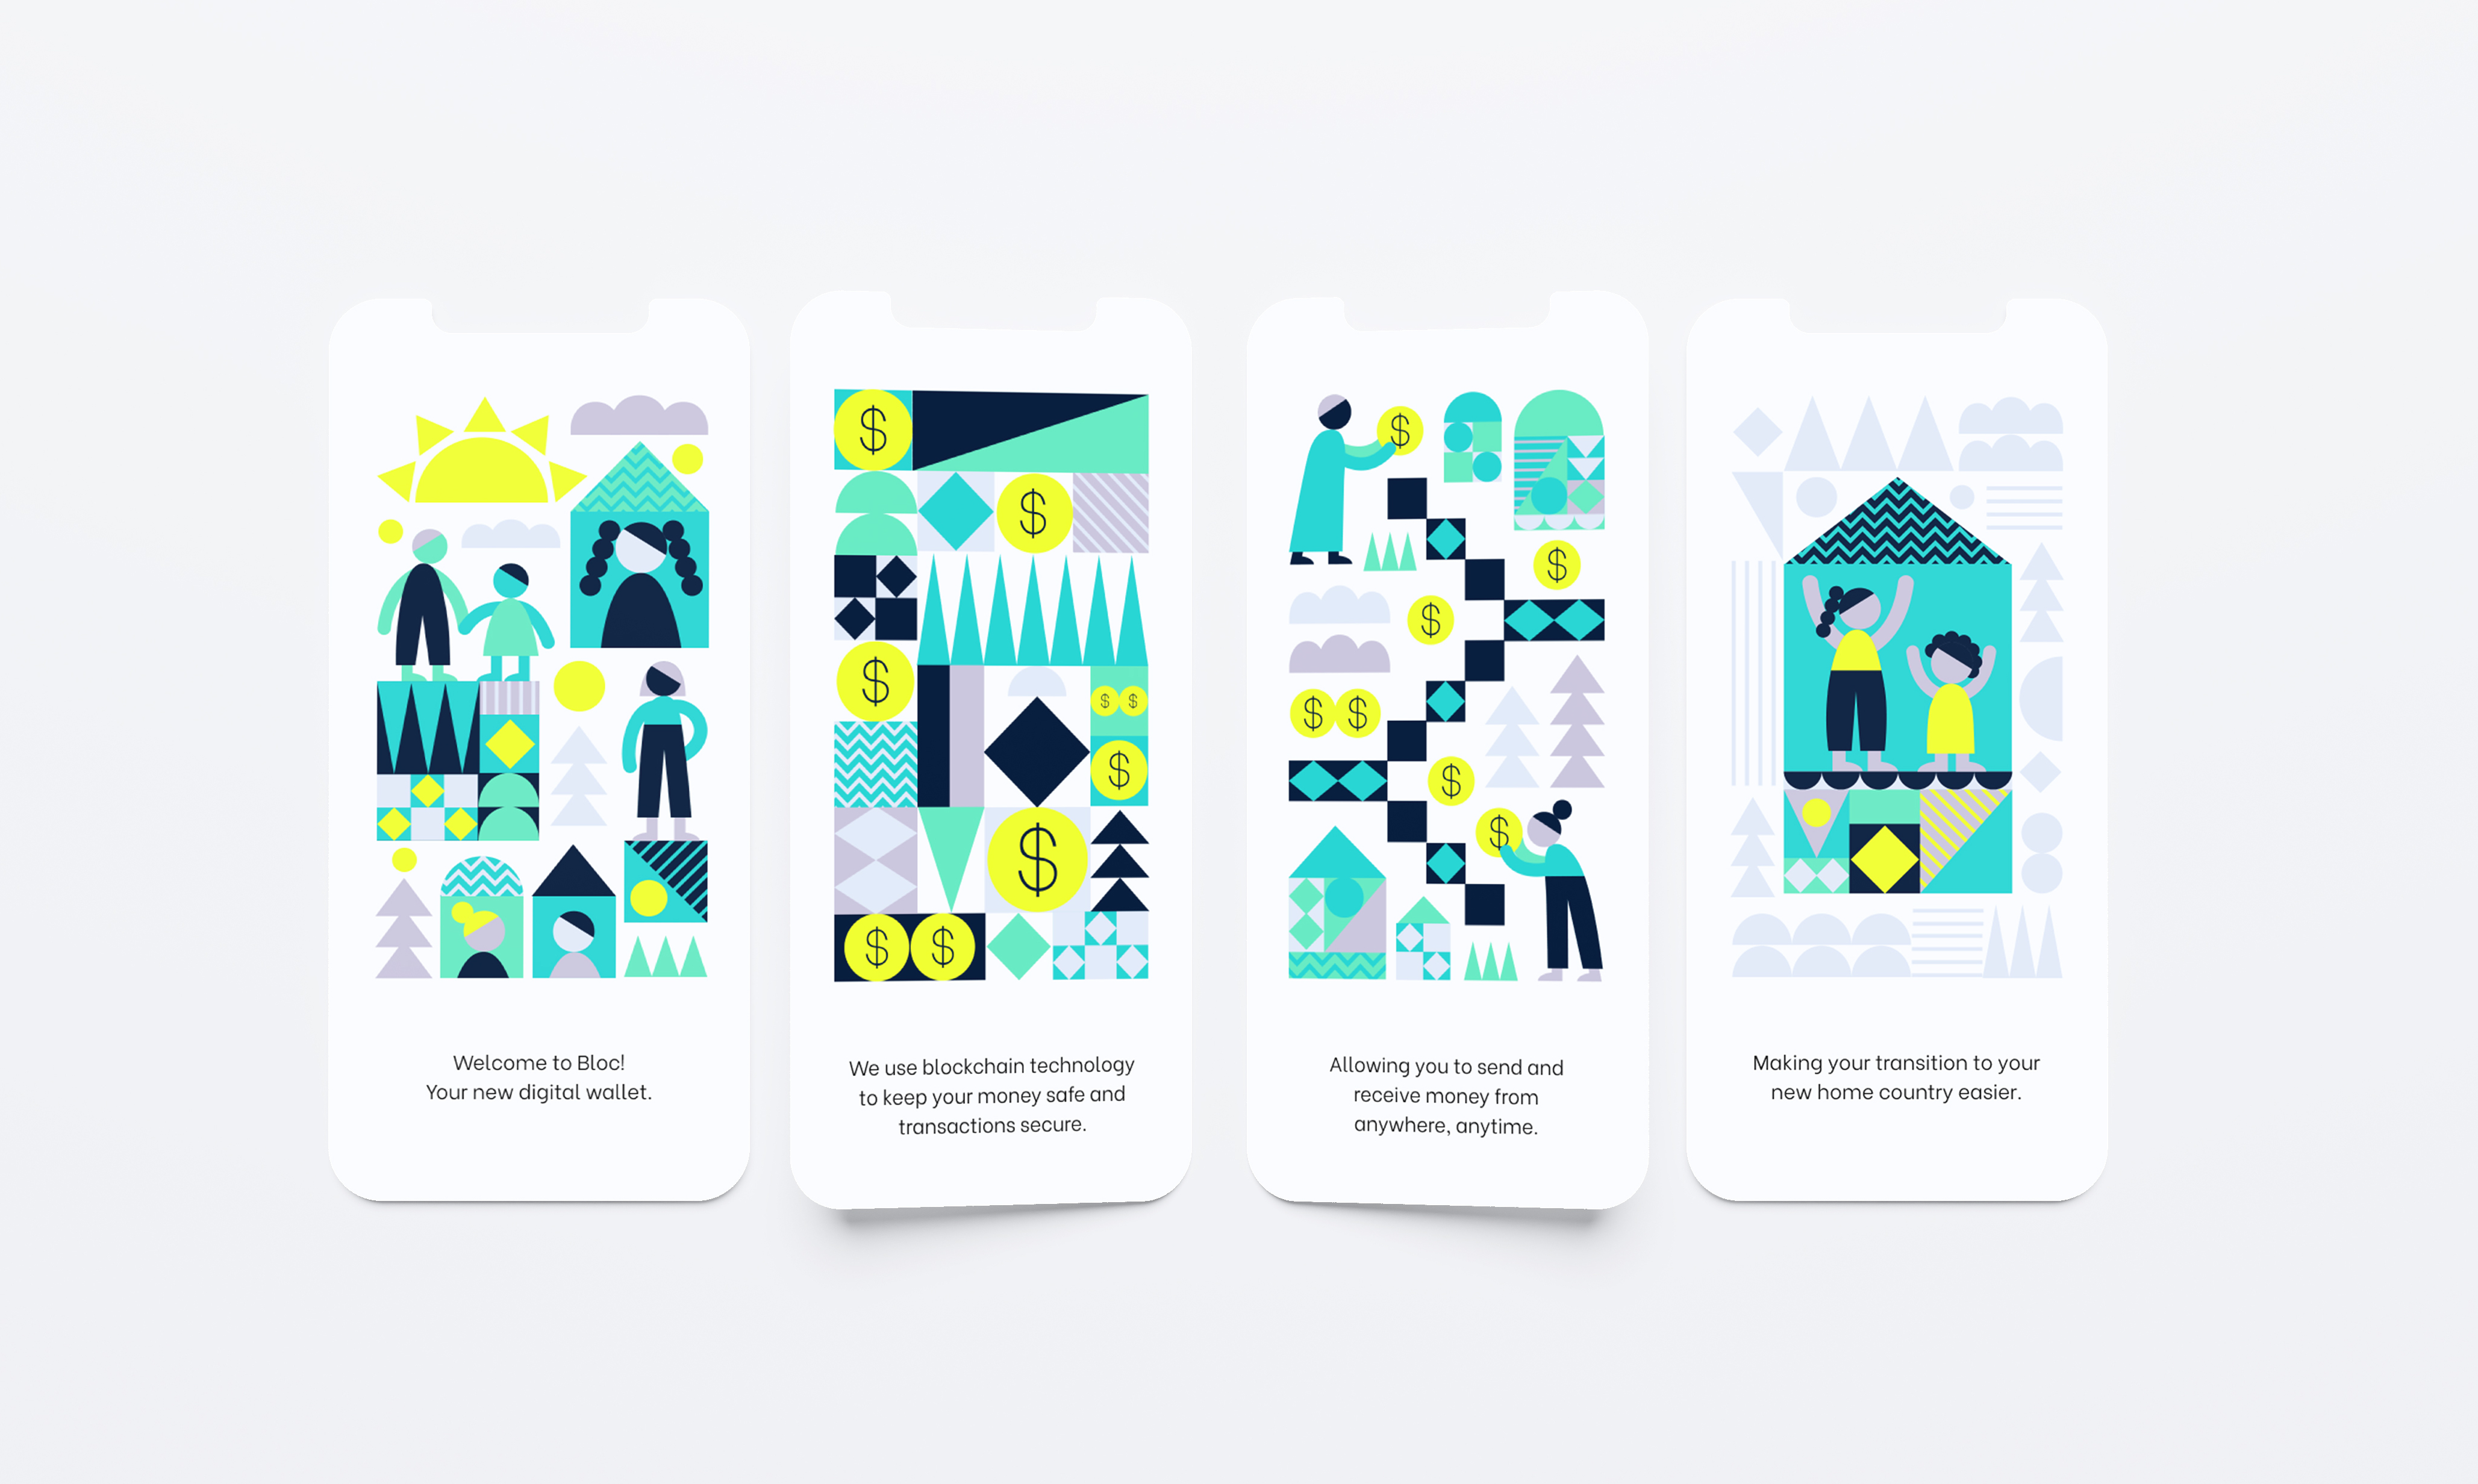 $
$
$
$ $
$
$
$ $
We use blockchain technology
to keep your money safe and
transactions secure.
Welcome to Bloc!
Your new digital wallet.
$
$
$
$ $
$
$
Allowing you to send and
receive money from
anywhere, anytime.
Making your transition to your
new home country easier.